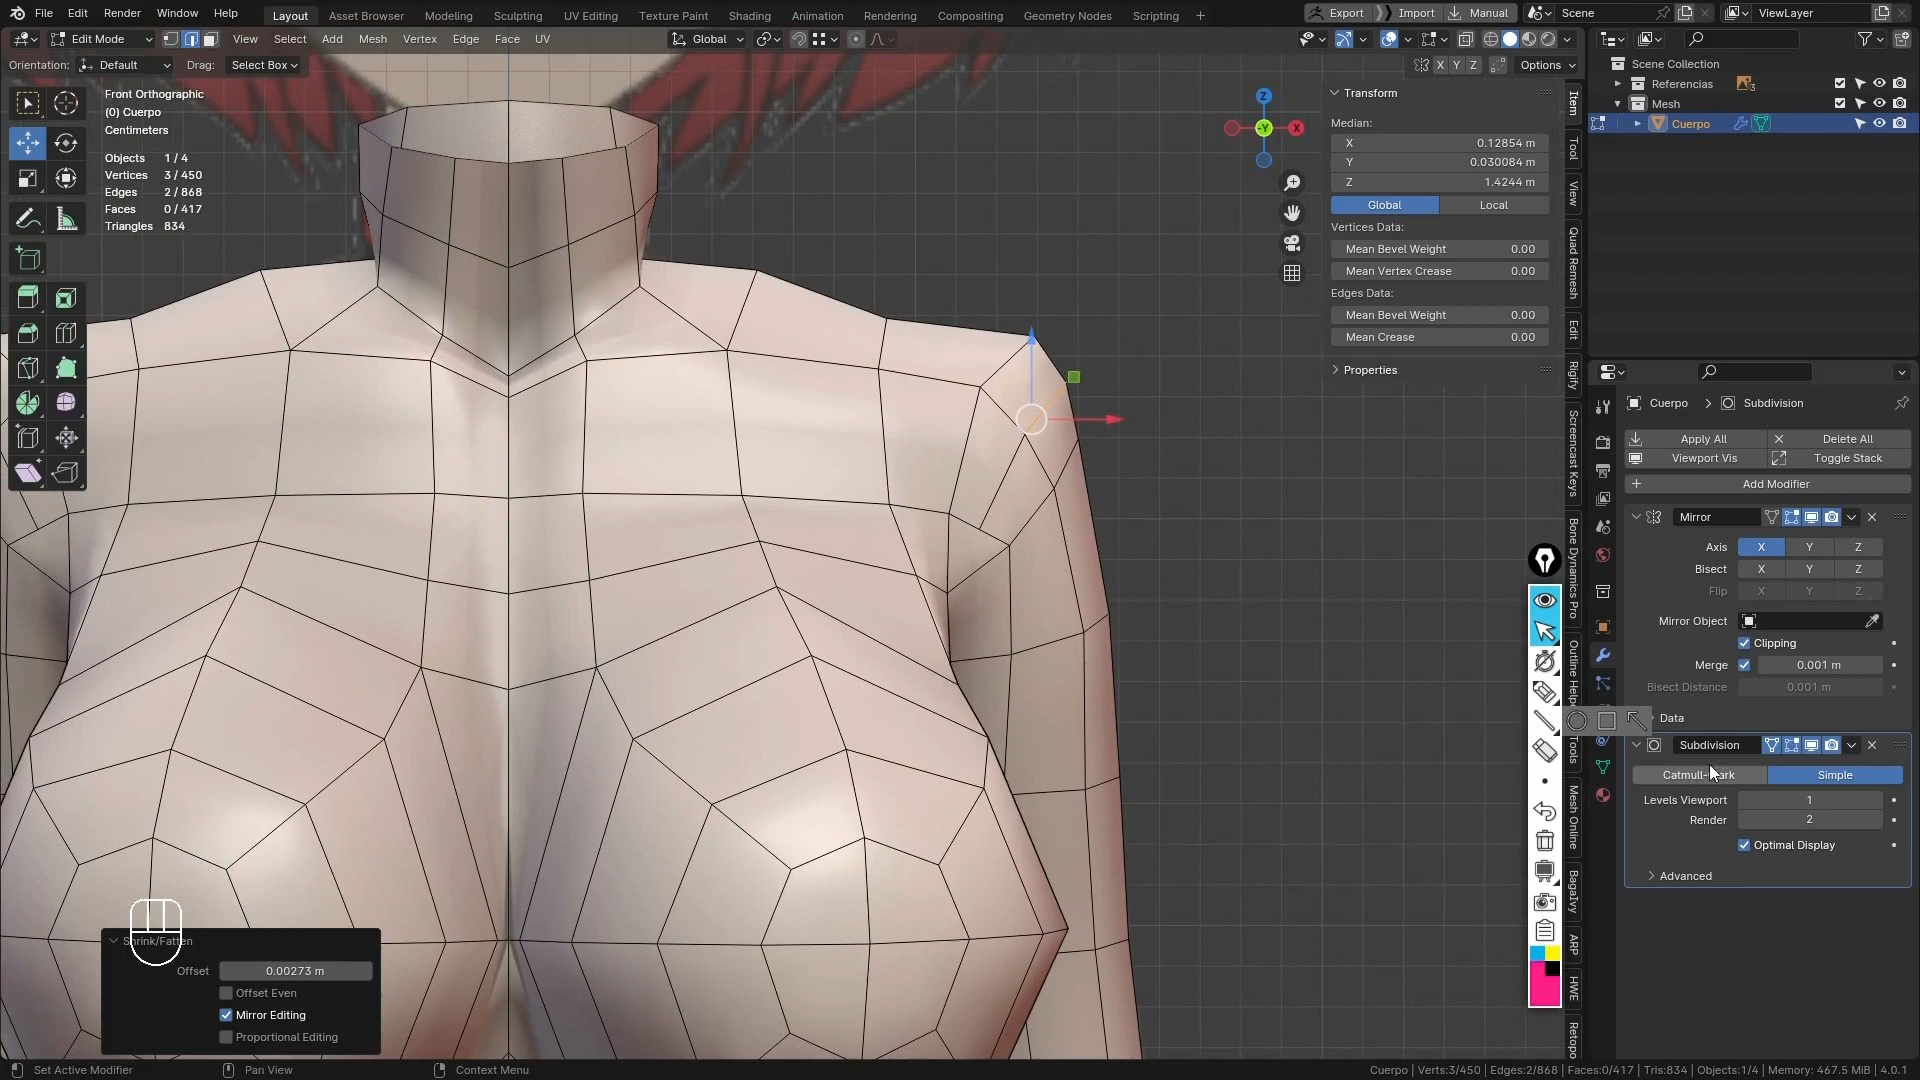 File Edit Render Window Help
Layout Asset Browser Modeling Sculpting UV Editing Texture Paint Shading Animation Rendering Compositing Geometry Nodes Scripting +
Export Import Manual Scene ViewLayer
Edit Mode View Select Add Mesh Vertex Edge Face UV Global
Orientation: Default Drag: Select Box X Y Z Options
Front Orthographic
(0) Cuerpo
Centimeters
Objects 1 / 4
Vertices 3 / 450
Edges 2 / 868
Faces 0 / 417
Triangles 834
Z
-Y
X
Transform
Median:
X 0.12854 m
Y 0.030084 m
Z 1.4244 m
Global Local
Vertices Data:
Mean Bevel Weight 0.00
Mean Vertex Crease 0.00
Edges Data:
Mean Bevel Weight 0.00
Mean Crease 0.00
Properties
Item
Tool
View
Quad Remesh
Edit
Rigify
Screencast Keys
Bone Dynamics Pro
Outline Helpe
Tools
Mesh Online
Bagaivy
ARP
HWE
Retopo
Scene Collection
Referencias 3
Mesh
Cuerpo
Cuerpo Subdivision
Apply All Delete All
Viewport Vis Toggle Stack
Add Modifier
Mirror
Axis X Y Z
Bisect X Y Z
Flip X Y Z
Mirror Object
Clipping
Merge 0.001 m
Bisect Distance 0.001 m
Data
Subdivision
Simple
Levels Viewport 1
Render 2
Optimal Display
Advanced
Shrink/Fatten
Offset 0.00273 m
Offset Even
Mirror Editing
Proportional Editing
Set Active Modifier Pan View Context Menu
Cuerpo | Verts:3/450 | Edges:2/868 | Faces:0/417 | Tris:834 | Objects:1/4 | Memory: 467.5 MiB | 4.0.1